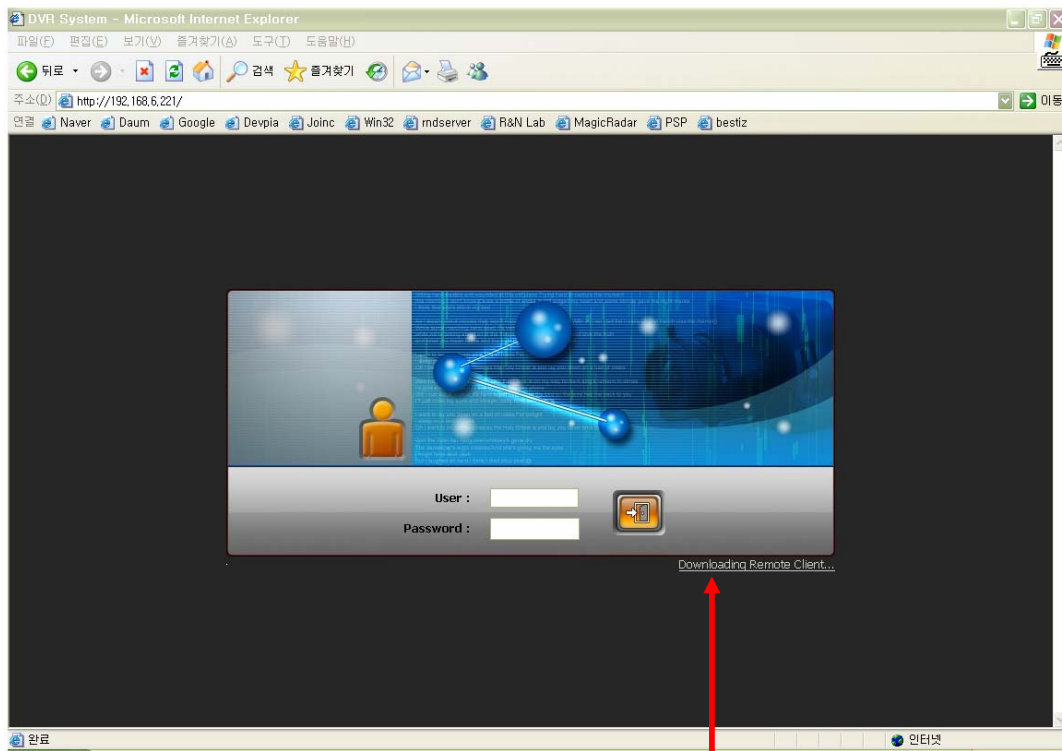 DVR System - Microsoft Internet Explorer
파일(F) 편집(E) 보기(V) 즐겨찾기(A) 도구(T) 도움말(H)
뒤로 검색 즐겨찾기
주소(D) http://192,168,6,221/ 이동
연결 Naver Daum Google Devpia Joinc Win32 rndserver R&N Lab MagicRadar PSP bestiz
User :
Password :
Downloading Remote Client...
완료 인터넷